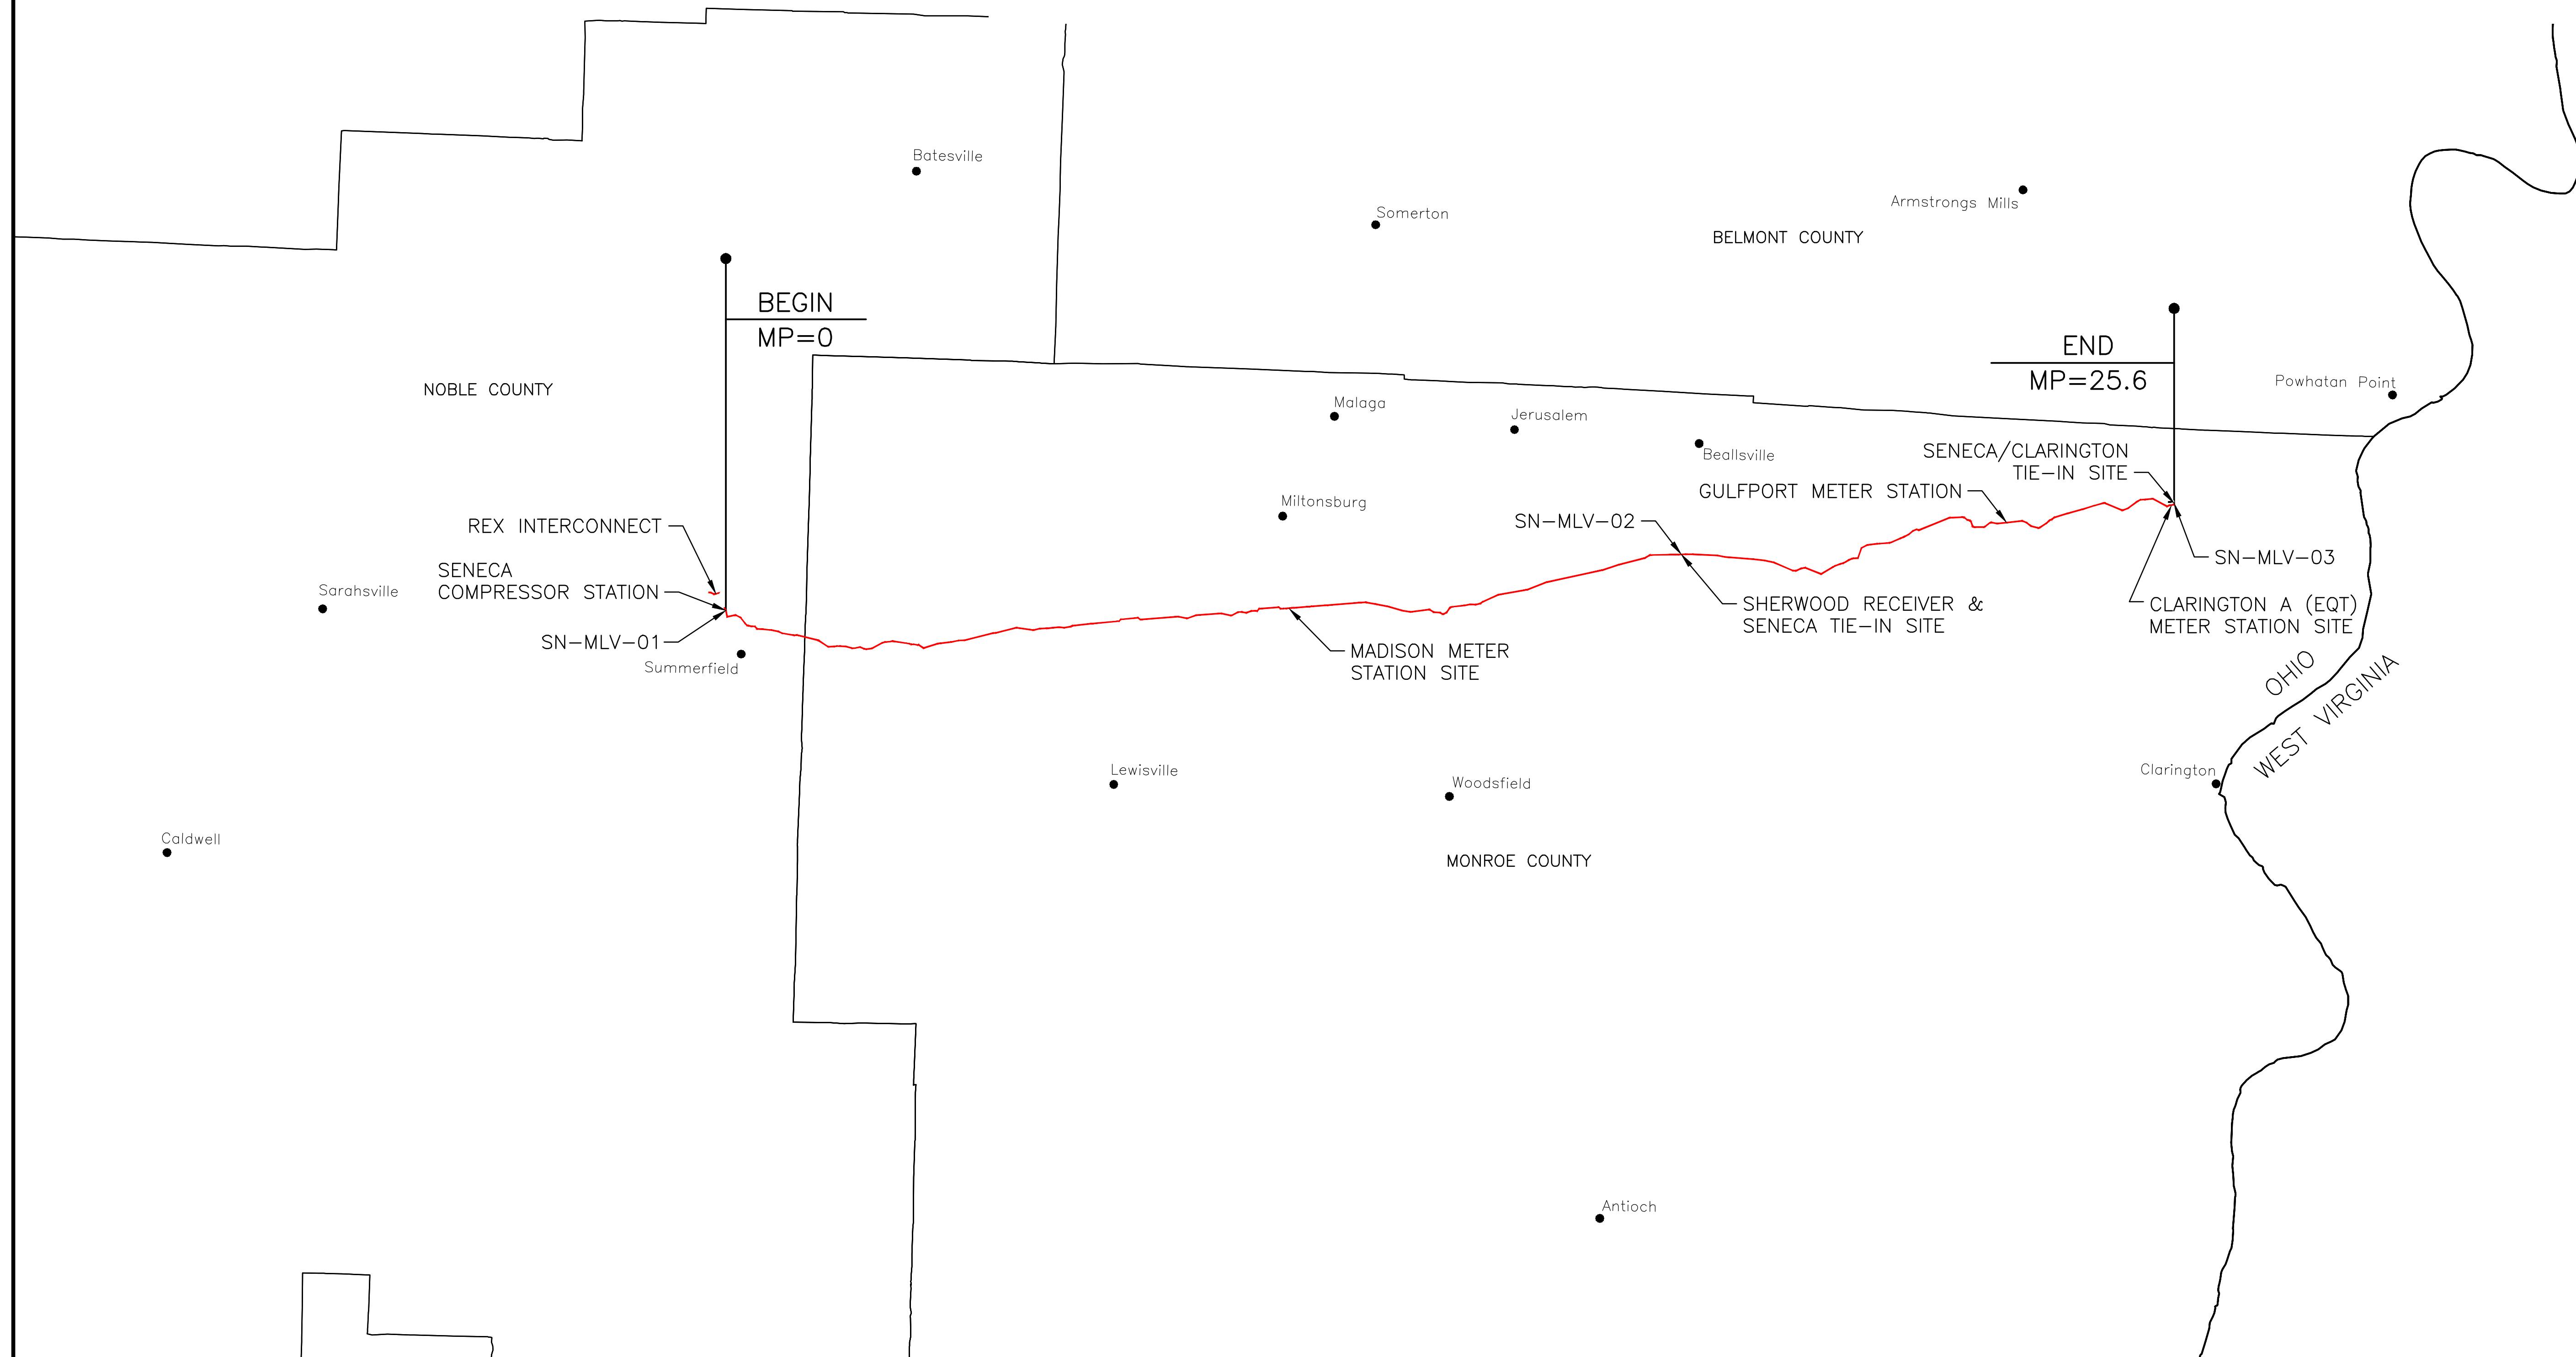 Batesville
Somerton
Armstrongs Mills
BELMONT COUNTY
BEGIN
MP=0
END
MP=25.6
Powhatan Point
NOBLE COUNTY
Malaga
Jerusalem
Beallsville
SENECA/CLARINGTON
TIE-IN SITE
GULFPORT METER STATION
Miltonsburg
SN-MLV-02
REX INTERCONNECT
SENECA
COMPRESSOR STATION
SN-MLV-03
Sarahsville
SHERWOOD RECEIVER &
SENECA TIE-IN SITE
CLARINGTON A (EQT)
METER STATION SITE
SN-MLV-01
Summerfield
MADISON METER
STATION SITE
OHIO
WEST VIRGINIA
Lewisville
Woodsfield
Clarington
Caldwell
MONROE COUNTY
Antioch